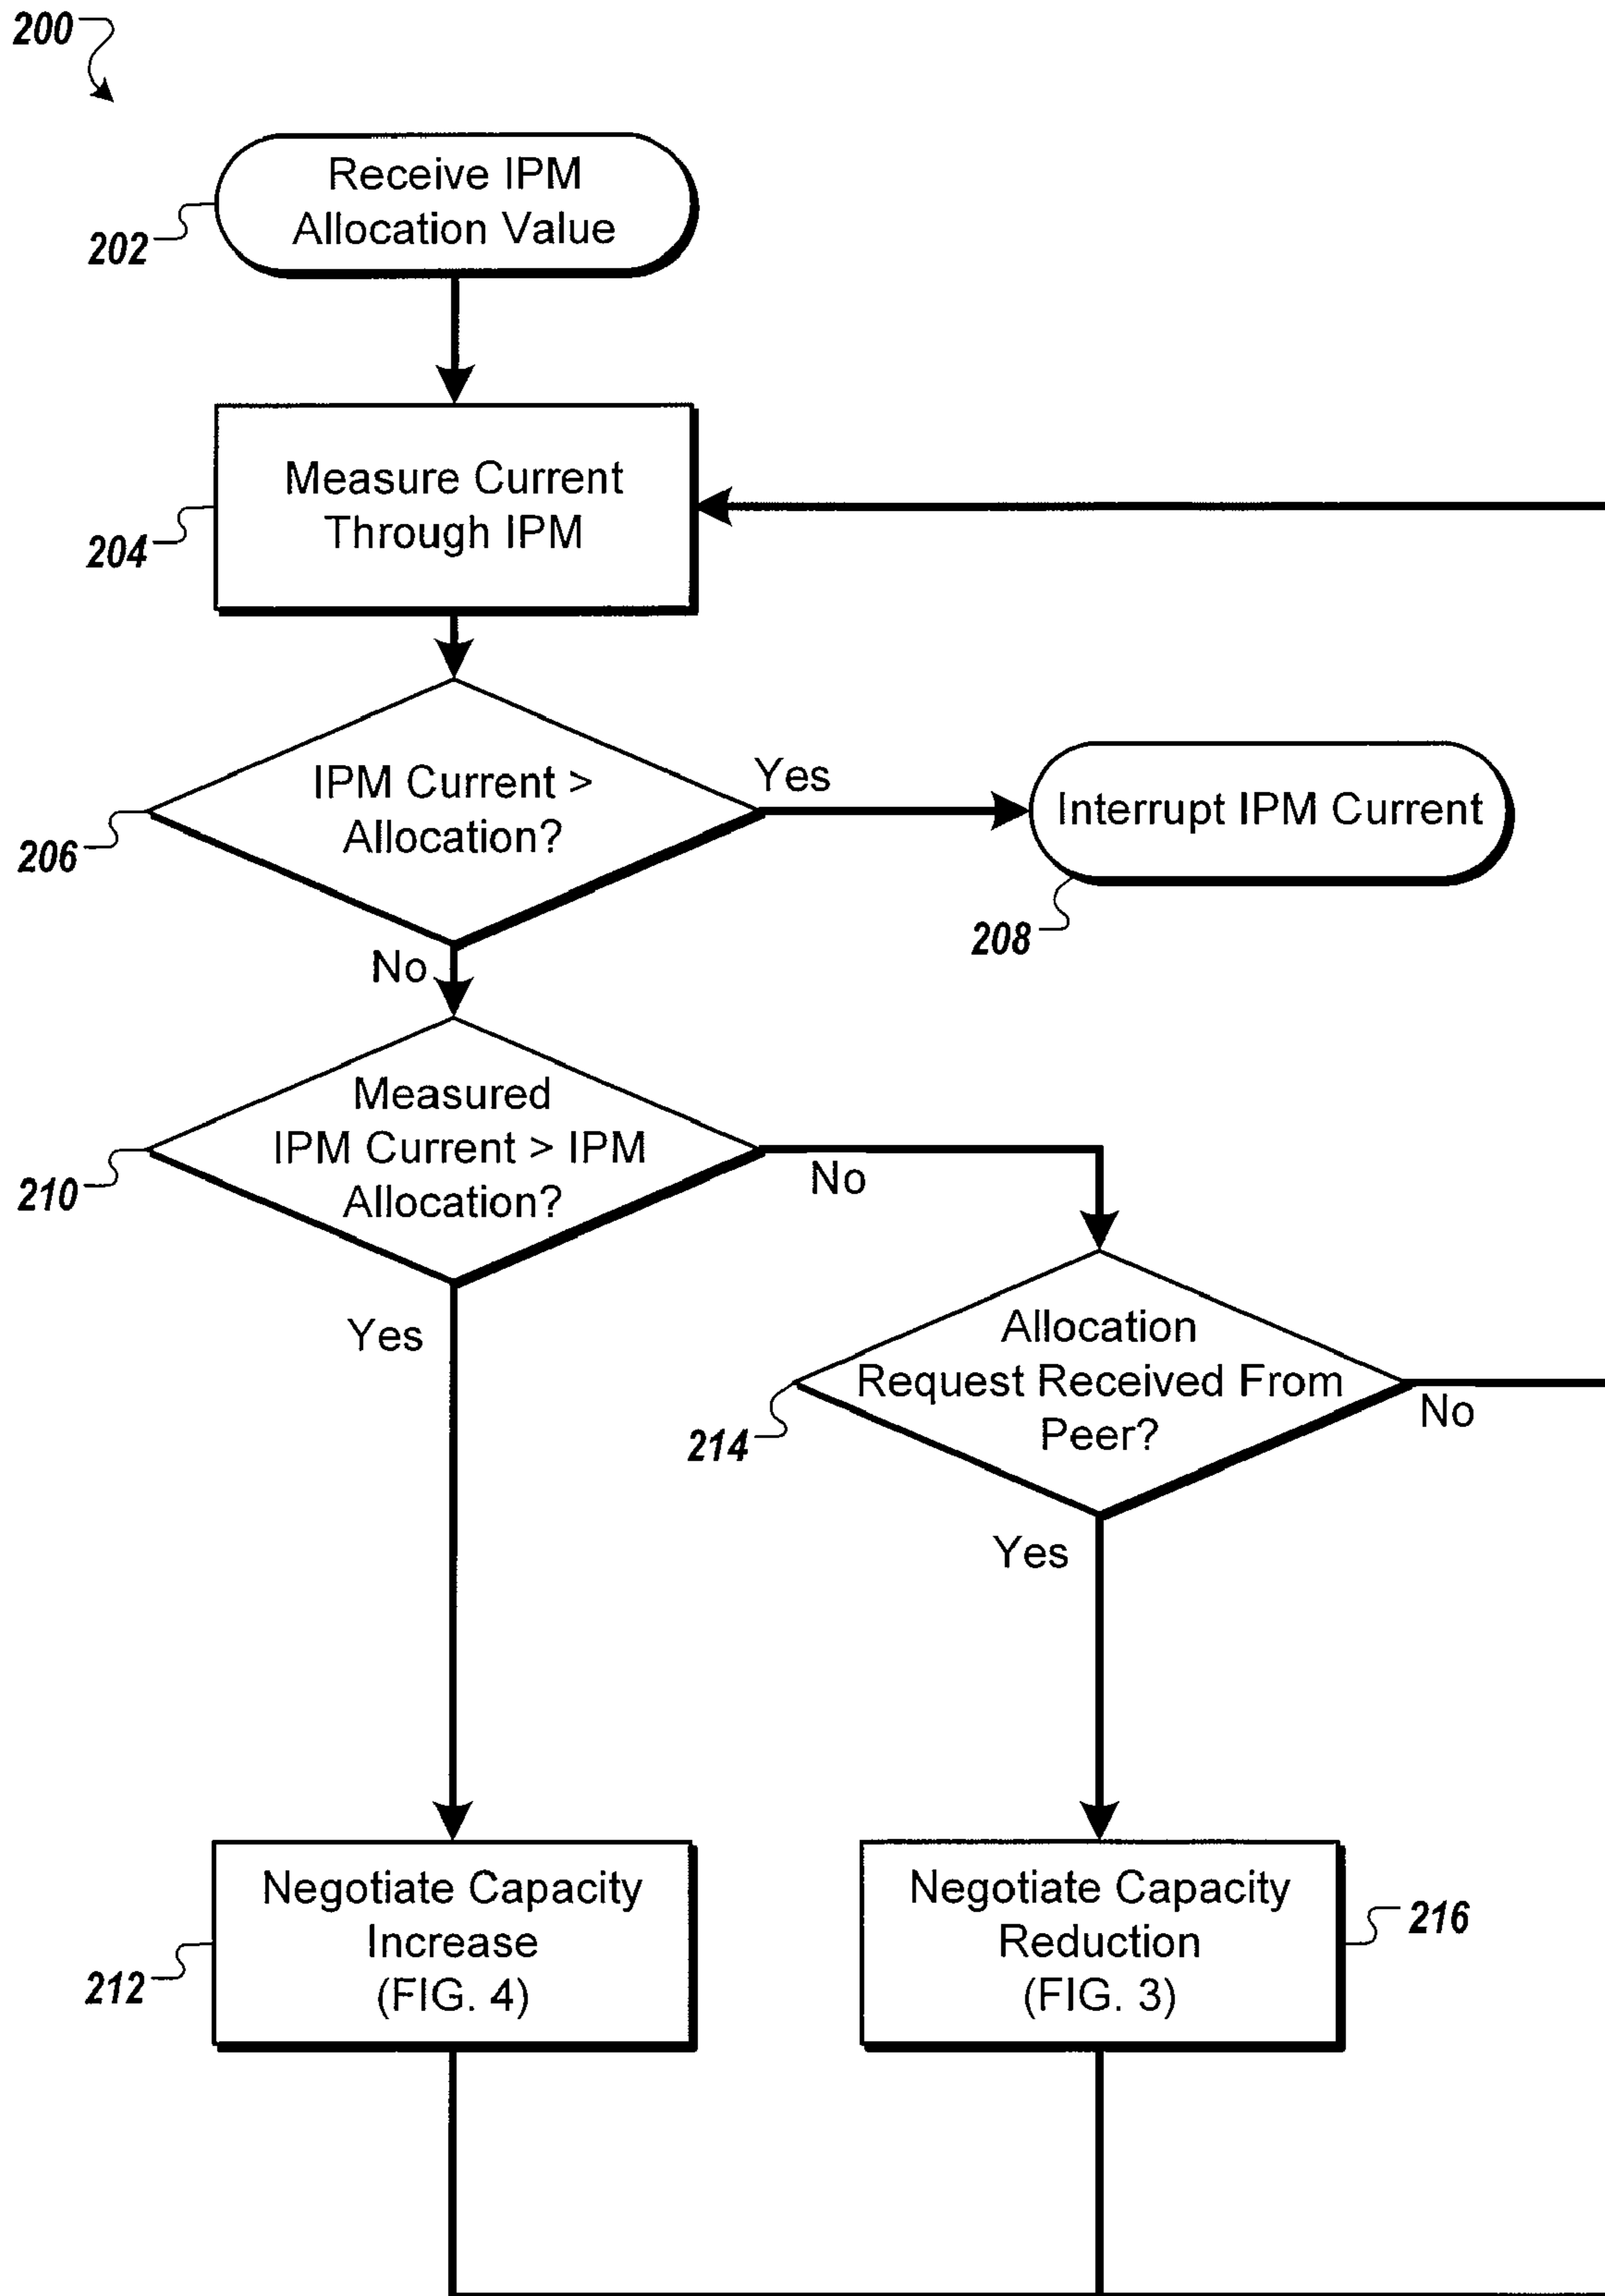 200
Receive IPM
Allocation Value
202
Measure Current
Through IPM
204
IPM Current >
Allocation?
206
Yes
Interrupt IPM Current
208
No
Measured
IPM Current > IPM
Allocation?
210
No
Yes
Allocation
Request Received From
Peer?
214
No
Yes
Negotiate Capacity
Increase
(FIG. 4)
212
Negotiate Capacity
Reduction
(FIG. 3)
216